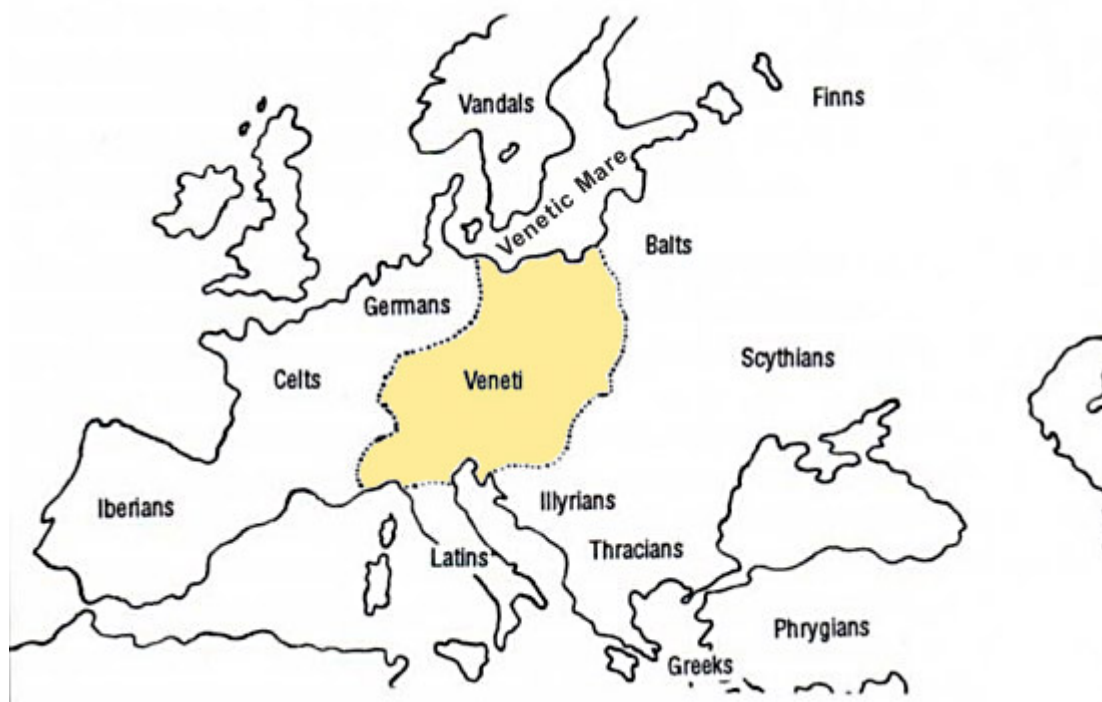 Vandals
Finns
Venetic Mare
Balts
Germans
Scythians
Celts
Veneti
Iberians
Illyrians
Latins
Thracians
Phrygians
Greeks